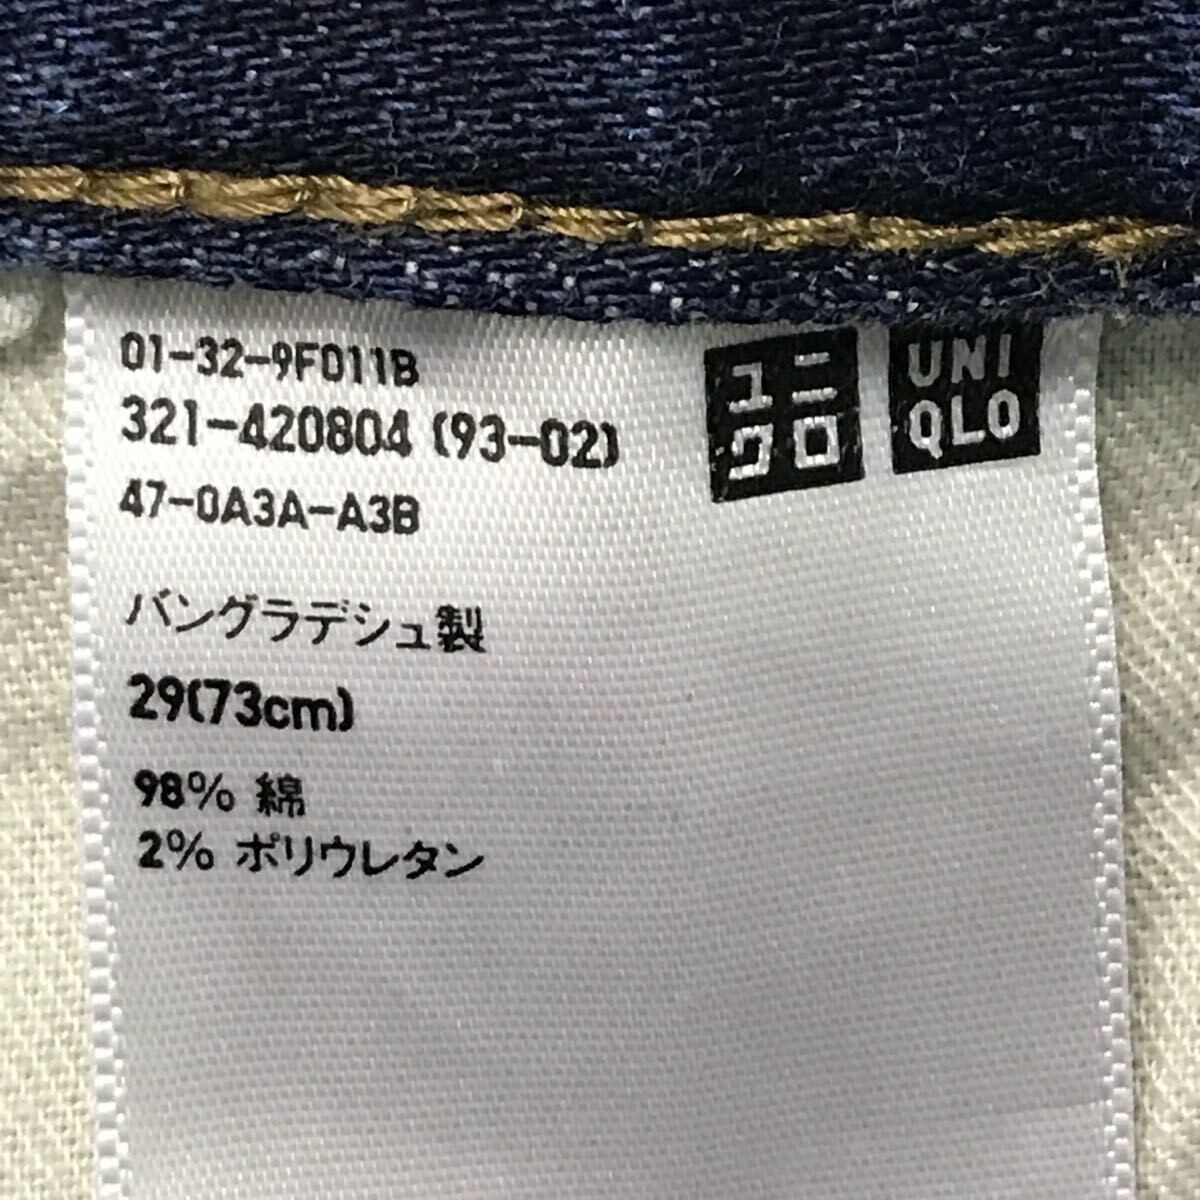 01-32-9F011B
321-420804 (93-02)
47-0A3A-A3B
ユニ
クロ
UNI
QLO
バングラデシュ製
29(73cm)
98% 綿
2% ポリウレタン